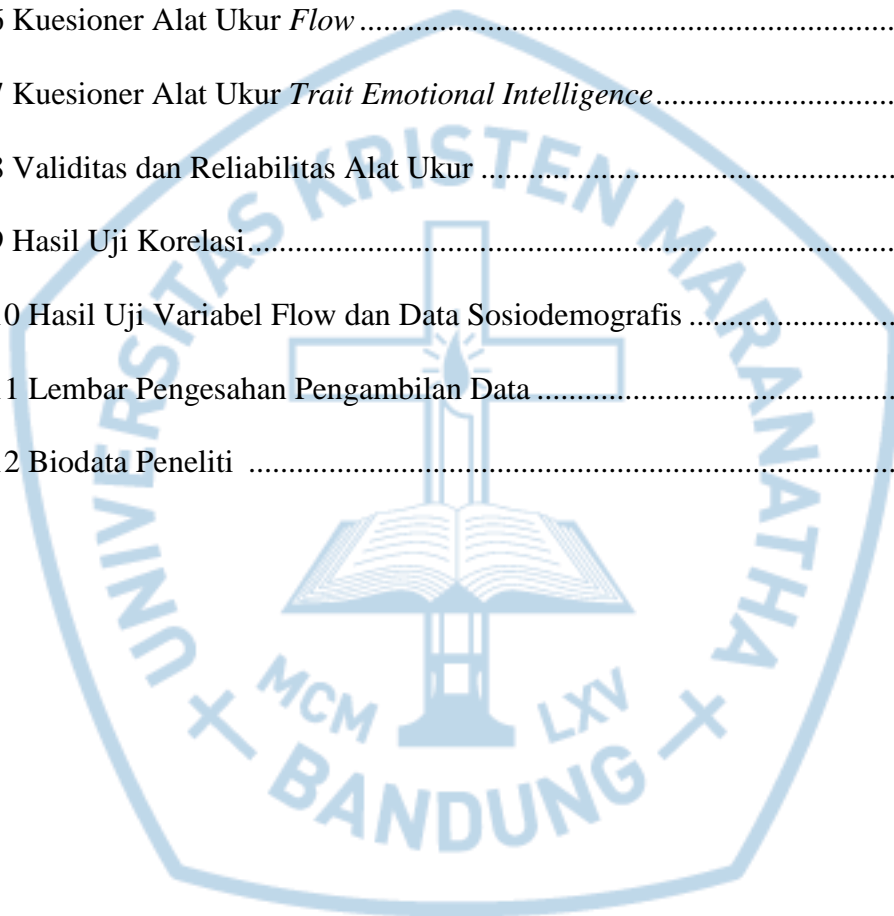 6 Kuesioner Alat Ukur Flow ....................................................................
7 Kuesioner Alat Ukur Trait Emotional Intelligence..............................
8 Validitas dan Reliabilitas Alat Ukur ....................................................
9 Hasil Uji Korelasi..................................................................................
10 Hasil Uji Variabel Flow dan Data Sosiodemografis .........................
11 Lembar Pengesahan Pengambilan Data .............................................
12 Biodata Peneliti ................................................................................
UNIVERSITAS KRISTEN MARANATHA
MCM LXV
BANDUNG